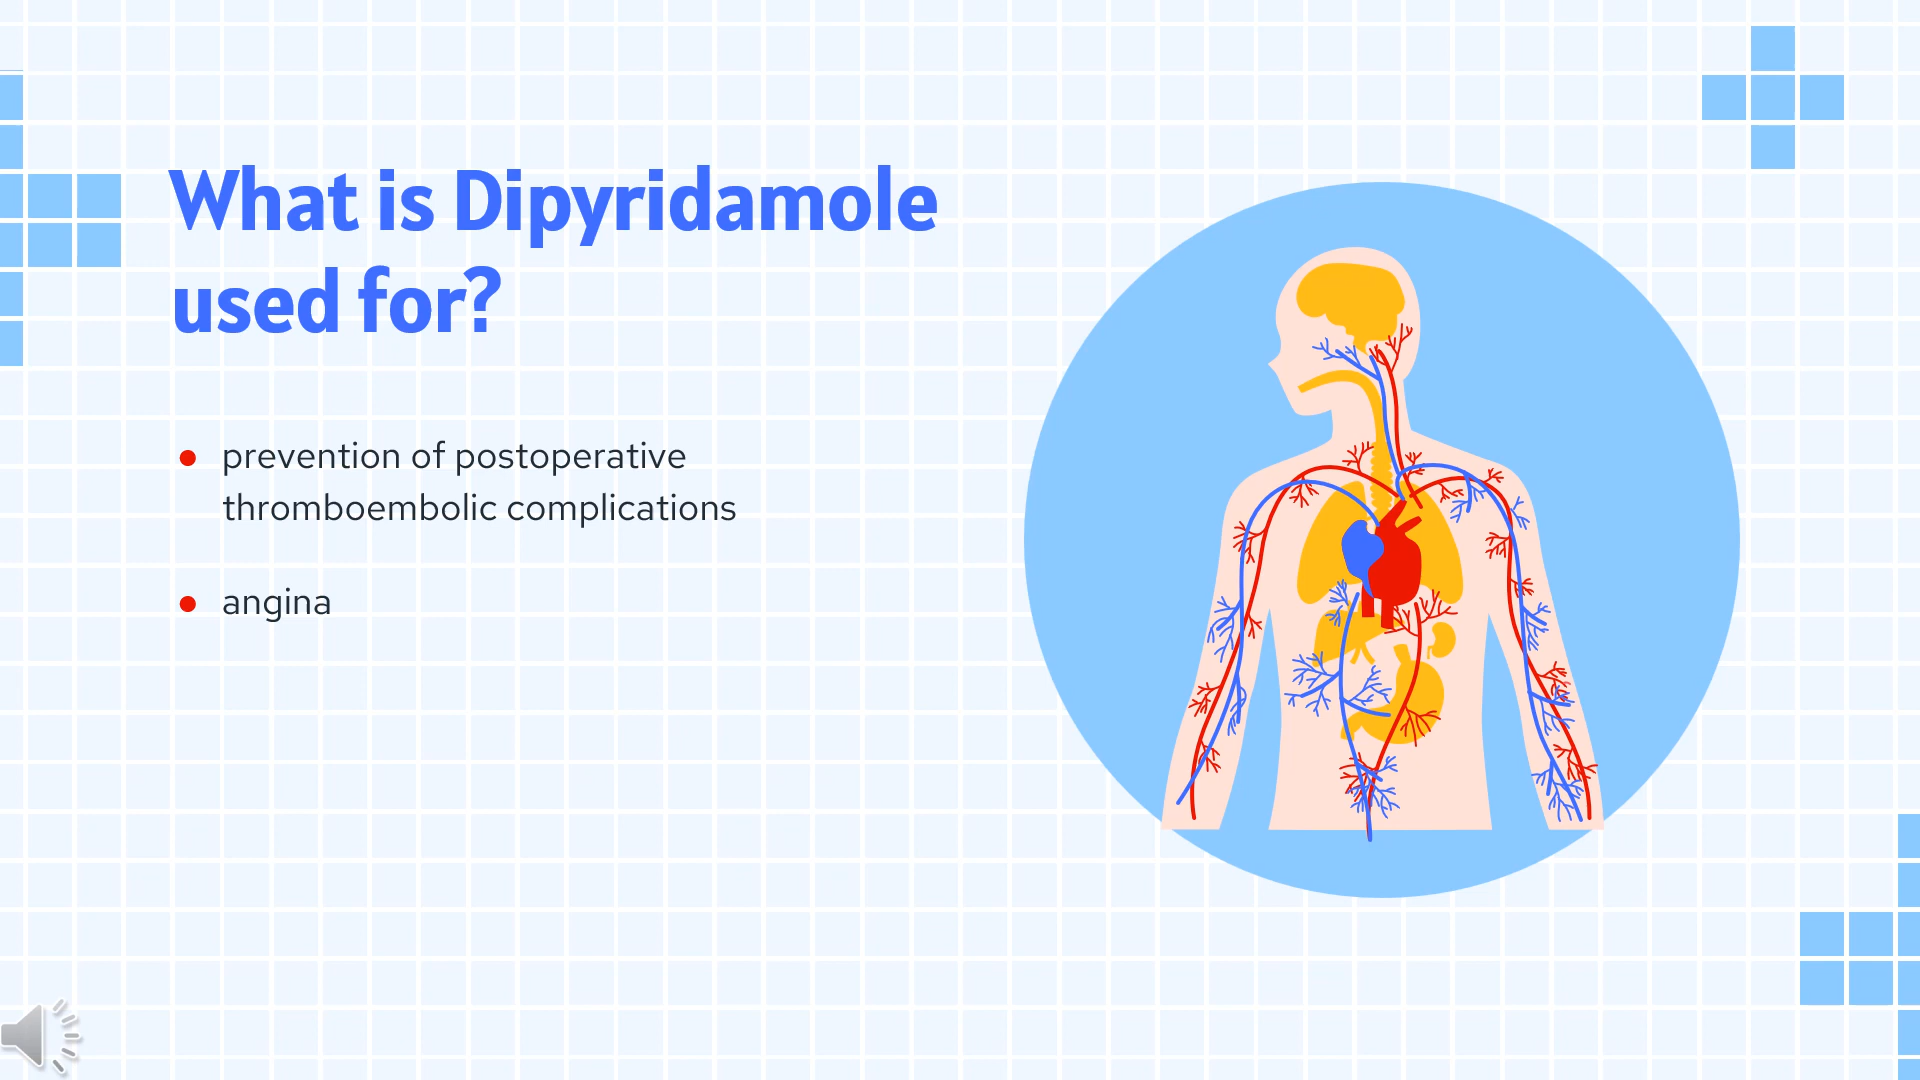 What is Dipyridamole
used for?
● prevention of postoperative
thromboembolic complications
● angina